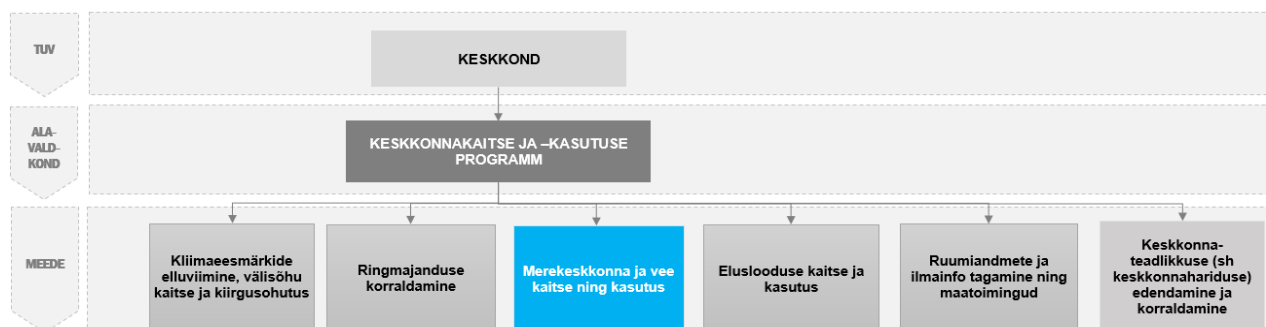 TUV
KESKKOND
ALA-
VALD-
KOND
KESKKONNAKAITSE JA –KASUTUSE
PROGRAMM
MEEDE
Kliimaeesmärkide
elluviimine, välisõhu
kaitse ja kiirgusohutus
Ringmajanduse
korraldamine
Merekeskkonna ja vee
kaitse ning kasutus
Eluslooduse kaitse ja
kasutus
Ruumiandmete ja
ilmainfo tagamine ning
maatoimingud
Keskkonna-
teadlikkuse (sh
keskkonnahariduse)
edendamine ja
korraldamine